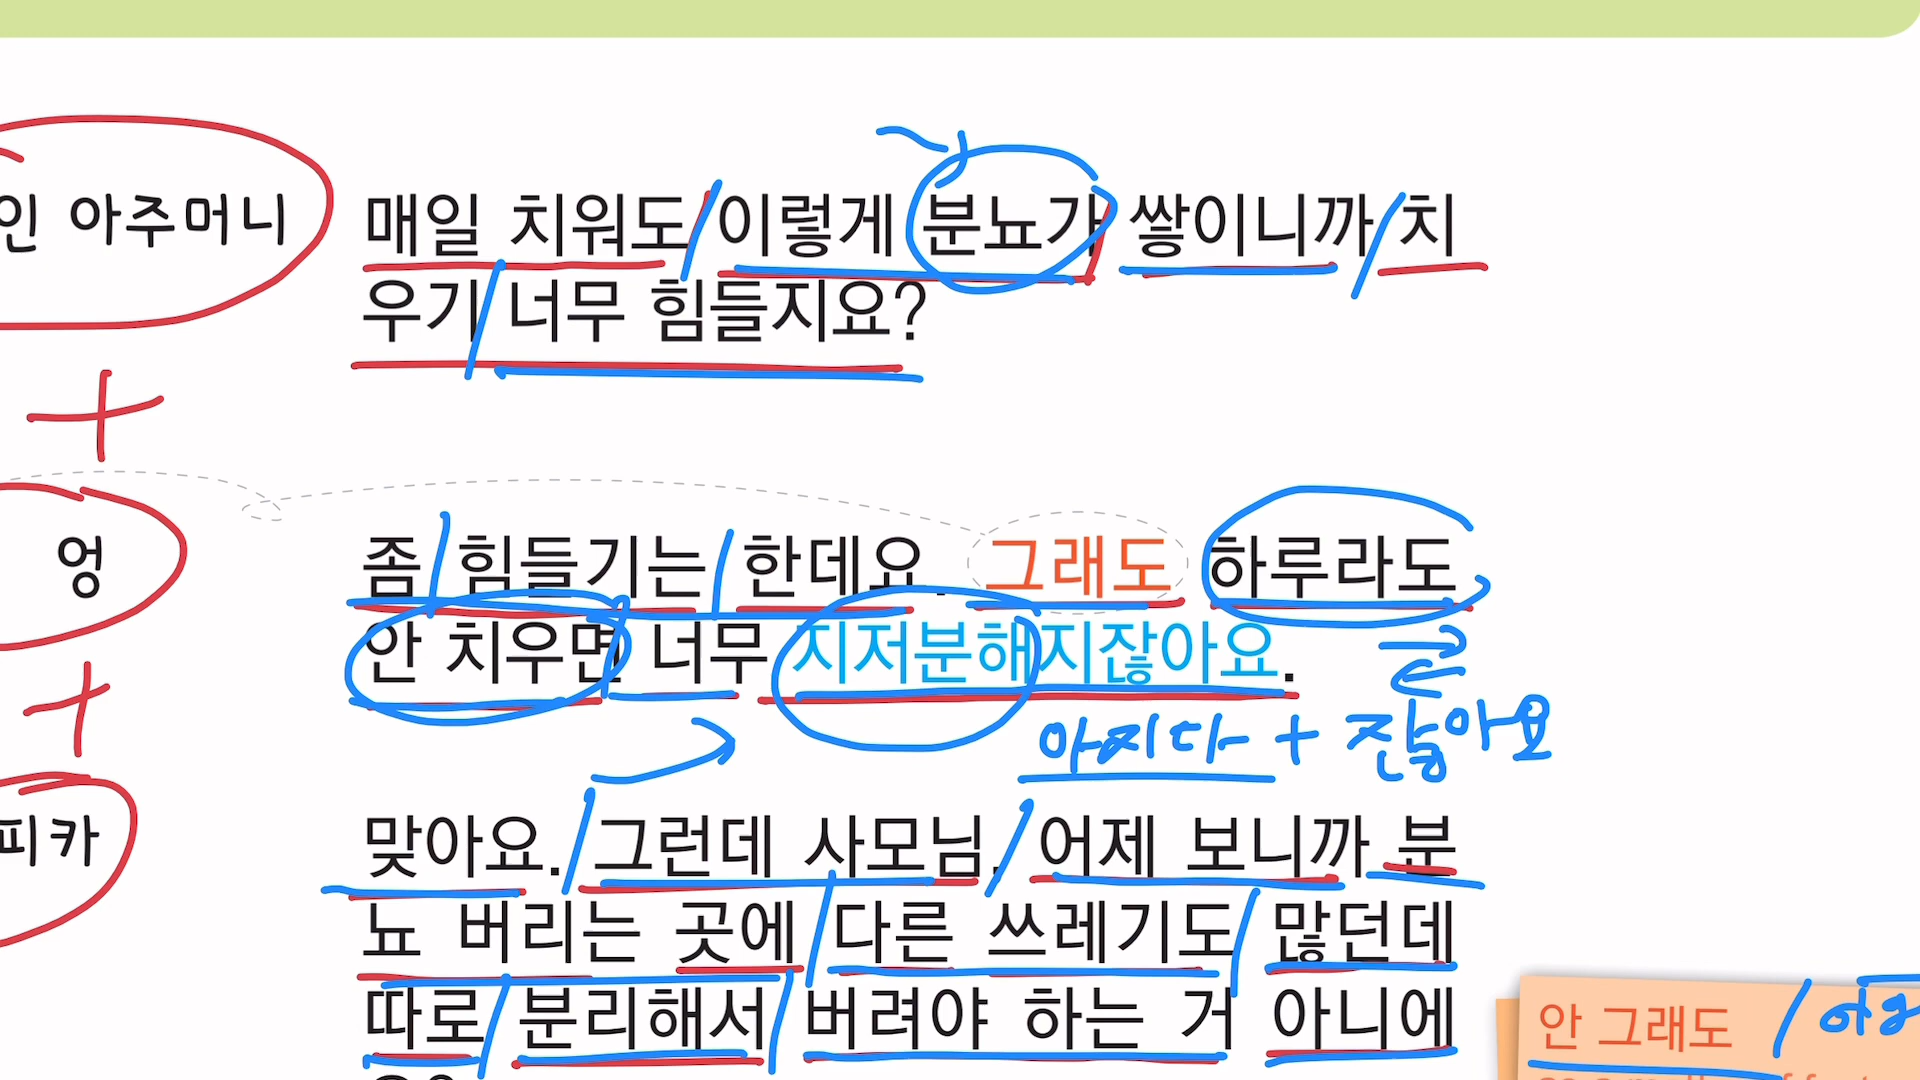 인 아주머니
매일 치워도 이렇게 분뇨가 쌓이니까 치
우기 너무 힘들지요?
엉
좀 힘들기는 한데요. 그래도 하루라도
안 치우면 너무 지저분해지잖아요.
아지다 + 잖아요
피카
맞아요. 그런데 사모님, 어제 보니까 분
뇨 버리는 곳에 다른 쓰레기도 많던데
따로 분리해서 버려야 하는 거 아니에
안 그래도